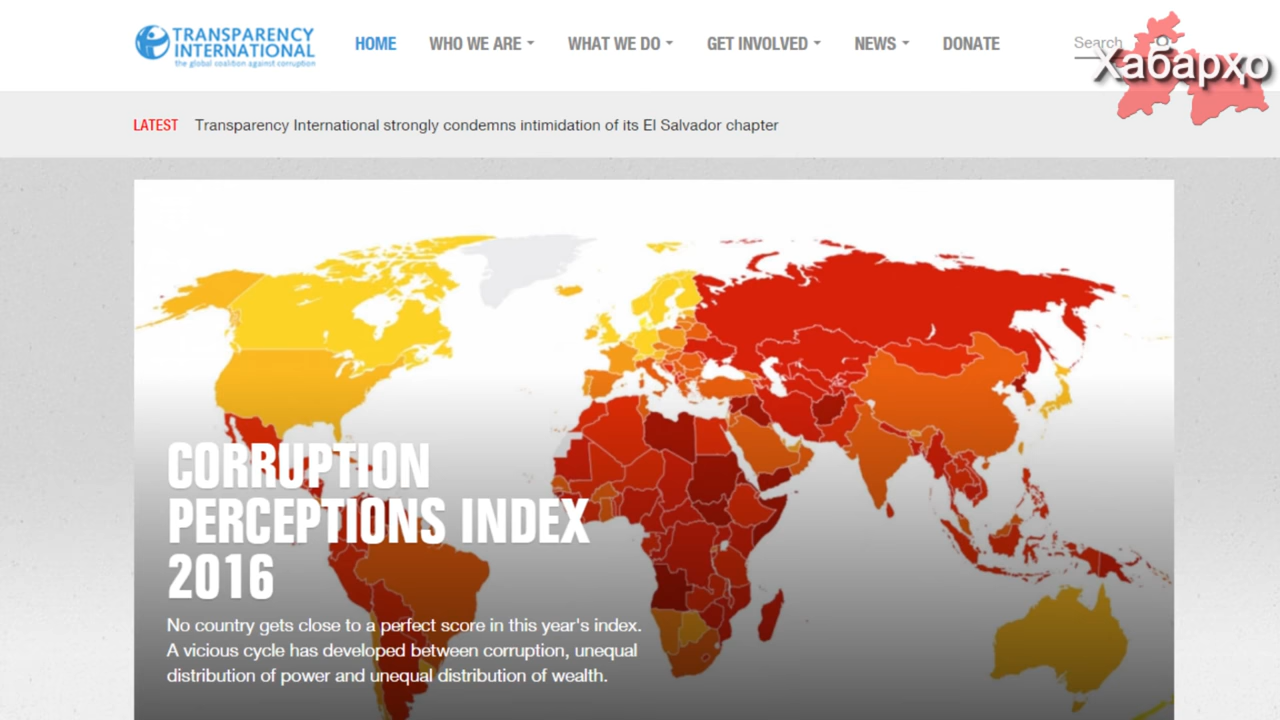 TRANSPARENCY
INTERNATIONAL
the global coalition against corruption
HOME WHO WE ARE WHAT WE DO GET INVOLVED NEWS DONATE
Search
Хабарҳо
LATEST Transparency International strongly condemns intimidation of its El Salvador chapter
CORRUPTION
PERCEPTIONS INDEX
2016
No country gets close to a perfect score in this year's index.
A vicious cycle has developed between corruption, unequal
distribution of power and unequal distribution of wealth.